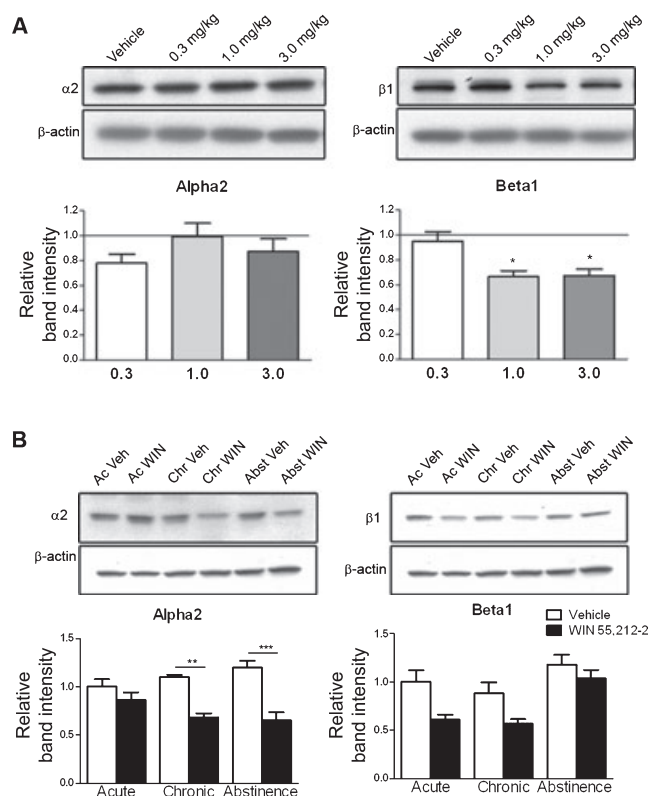 A
Vehicle 0.3 mg/kg 1.0 mg/kg 3.0 mg/kg
α2
β-actin
Alpha2
Relative band intensity
1.2
1.0
0.8
0.6
0.4
0.2
0.0
0.3 1.0 3.0
Vehicle 0.3 mg/kg 1.0 mg/kg 3.0 mg/kg
β1
β-actin
Beta1
Relative band intensity
1.2
1.0
0.8
0.6
0.4
0.2
0.0
* *
0.3 1.0 3.0
B
Ac Veh Ac WIN Chr Veh Chr WIN Abst Veh Abst WIN
α2
β-actin
Alpha2
Relative band intensity
1.5
1.0
0.5
0.0
** ***
Acute Chronic Abstinence
Ac Veh Ac WIN Chr Veh Chr WIN Abst Veh Abst WIN
β1
β-actin
Beta1
Vehicle
WIN 55,212-2
Relative band intensity
1.5
1.0
0.5
0.0
Acute Chronic Abstinence